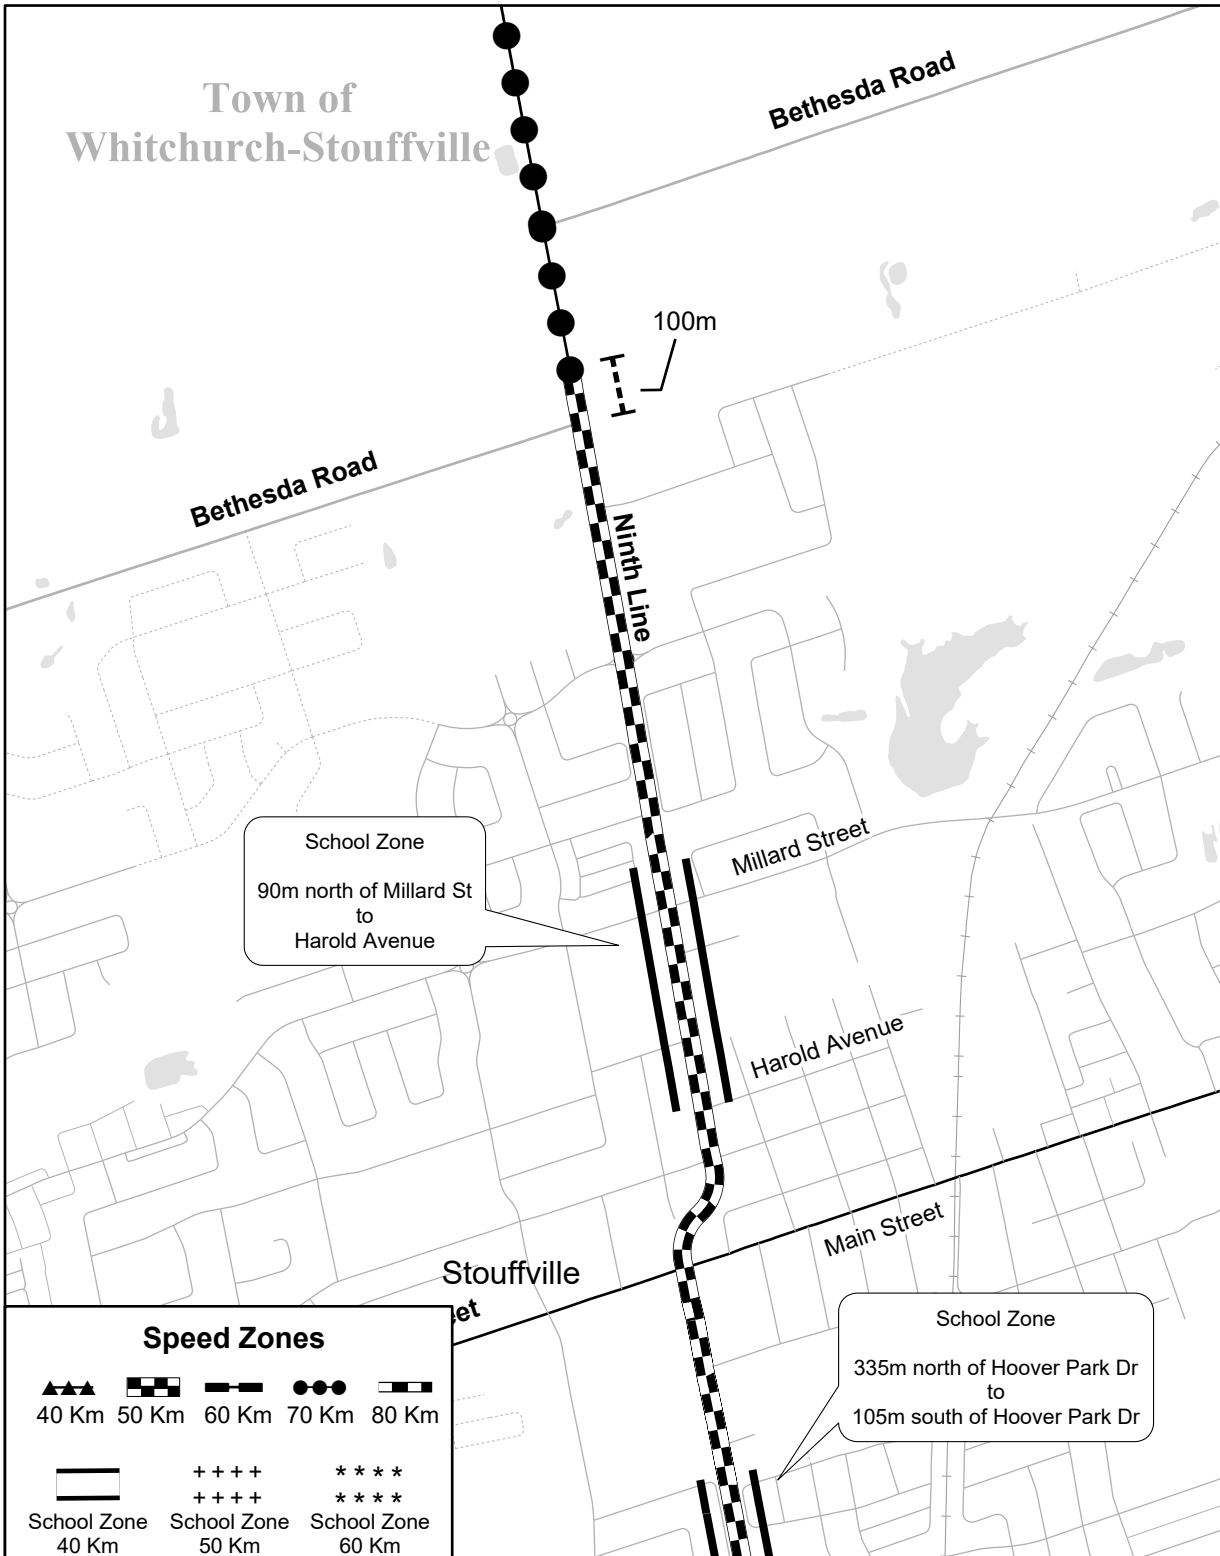 Town of
Whitchurch-Stouffville
Bethesda Road
100m
Bethesda Road
Ninth Line
Millard Street
School Zone
90m north of Millard St
to
Harold Avenue
Harold Avenue
Main Street
Stouffville
eet
School Zone
335m north of Hoover Park Dr
to
105m south of Hoover Park Dr
Speed Zones
40 Km 50 Km 60 Km 70 Km 80 Km
++++
++++
****
****
School Zone School Zone School Zone
40 Km 50 Km 60 Km